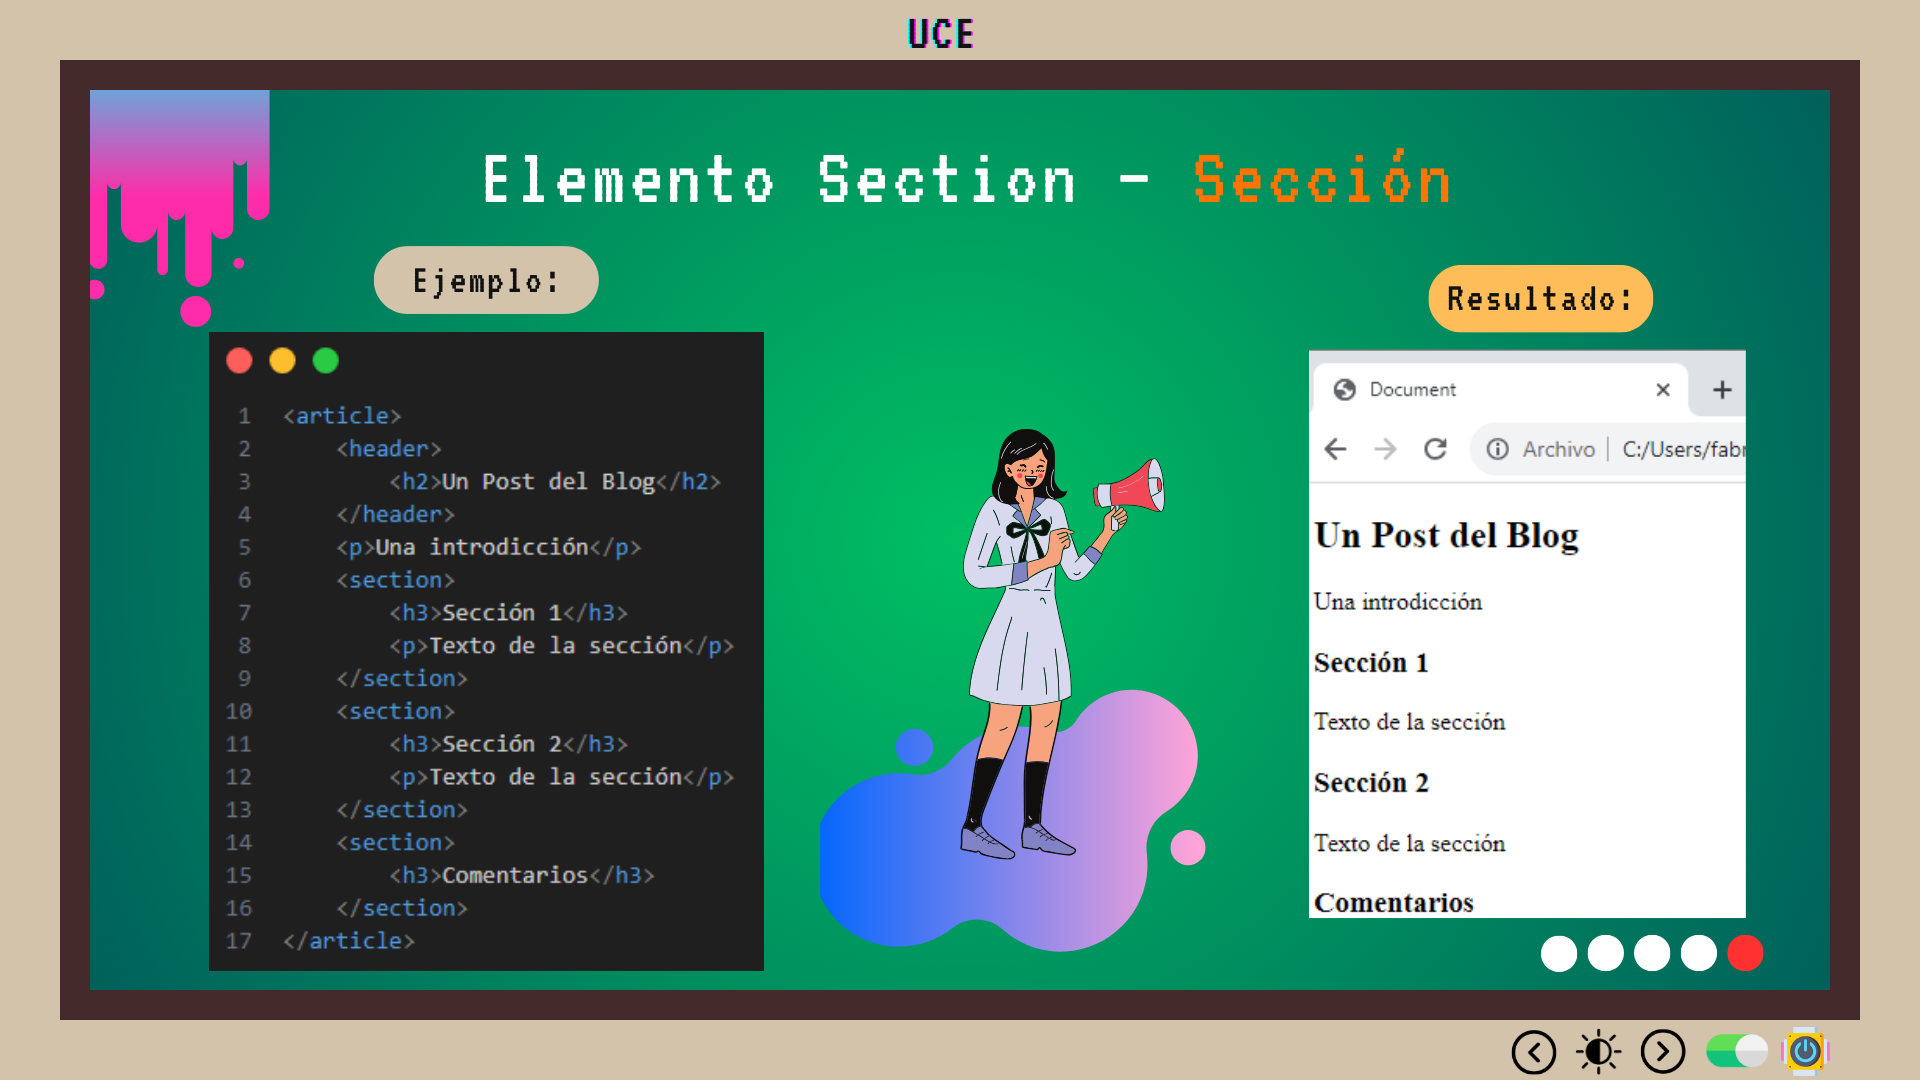 UCE
Elemento Section - Sección
Ejemplo:
1 <article>
2     <header>
3         <h2>Un Post del Blog</h2>
4     </header>
5     <p>Una introdicción</p>
6     <section>
7         <h3>Sección 1</h3>
8         <p>Texto de la sección</p>
9     </section>
10     <section>
11         <h3>Sección 2</h3>
12         <p>Texto de la sección</p>
13     </section>
14     <section>
15         <h3>Comentarios</h3>
16     </section>
17 </article>
Resultado:
Document
Archivo | C:/Users/fabr
Un Post del Blog
Una introdicción
Sección 1
Texto de la sección
Sección 2
Texto de la sección
Comentarios